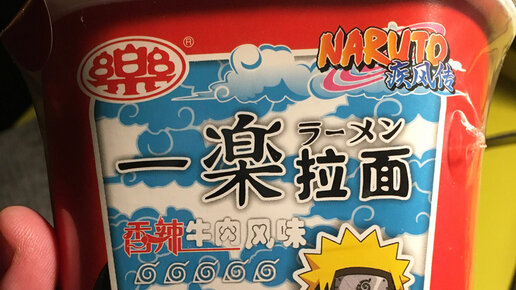 樂 ®
NARUTO
疾风传
ラーメン
一楽拉面
香辣牛肉风味